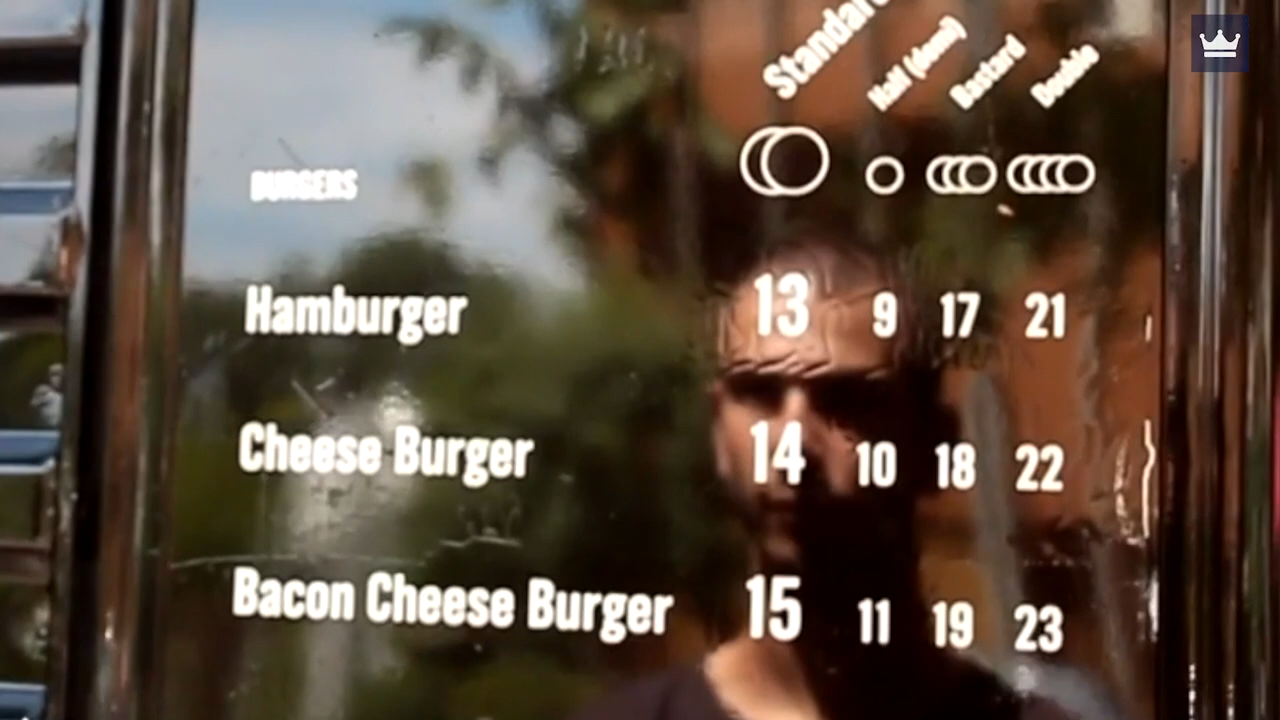 Standard Half (demi) Bastard Double
BURGERS
Hamburger 13 9 17 21
Cheese Burger 14 10 18 22
Bacon Cheese Burger 15 11 19 23